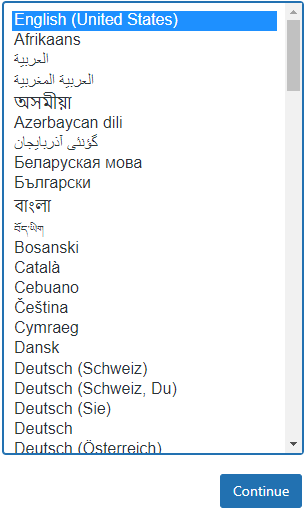 English (United States)
Afrikaans
العربية
العربية المغربية
অসমীয়া
Azərbaycan dili
گؤنئی آذربایجان
Беларуская мова
Български
বাংলা
བོད་ཡིག
Bosanski
Català
Cebuano
Čeština
Cymraeg
Dansk
Deutsch (Schweiz)
Deutsch (Schweiz, Du)
Deutsch (Sie)
Deutsch
Deutsch (Österreich)
Continue